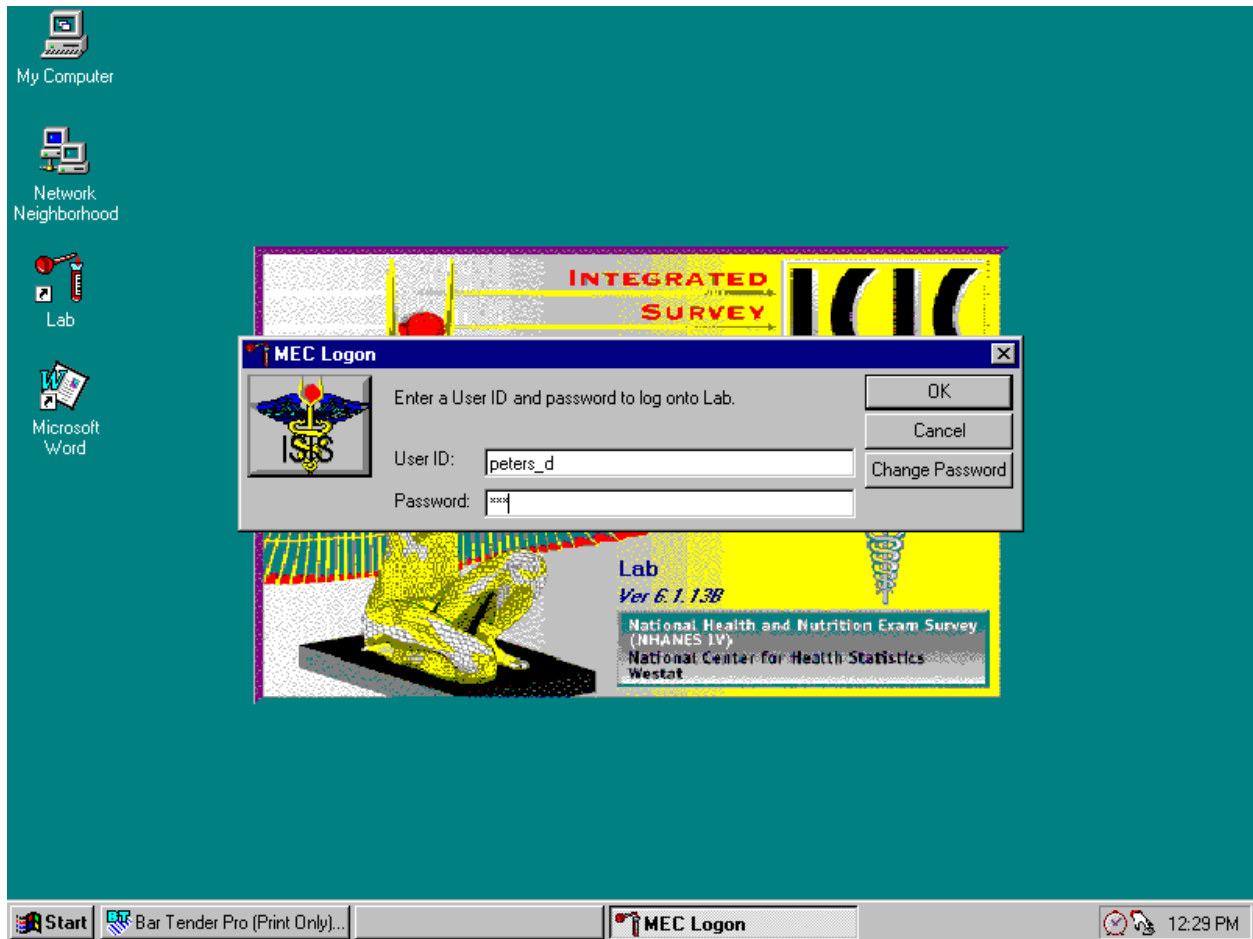 My Computer
Network
Neighborhood
Lab
Microsoft
Word
INTEGRATED
SURVEY
MEC Logon
Enter a User ID and password to log onto Lab.
ISIS
User ID:
peters_d
Password:
***
OK
Cancel
Change Password
Lab
Ver 6.1.13B
National Health and Nutrition Exam Survey
(NHANES IV)
National Center for Health Statistics
Westat
Start
Bar Tender Pro (Print Only)...
MEC Logon
12:29 PM